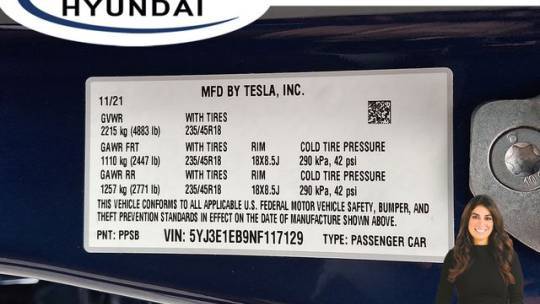 HYUNDAI
MFD BY TESLA, INC.
11/21
GVWR WITH TIRES
2215 kg (4883 lb) 235/45R18
GAWR FRT WITH TIRES RIM COLD TIRE PRESSURE
1110 kg (2447 lb) 235/45R18 18X8.5J 290 kPa, 42 psi
GAWR RR WITH TIRES RIM COLD TIRE PRESSURE
1257 kg (2771 lb) 235/45R18 18X8.5J 290 kPa, 42 psi
THIS VEHICLE CONFORMS TO ALL APPLICABLE U.S. FEDERAL MOTOR VEHICLE SAFETY, BUMPER, AND
THEFT PREVENTION STANDARDS IN EFFECT ON THE DATE OF MANUFACTURE SHOWN ABOVE.
PNT: PPSB VIN: 5YJ3E1EB9NF117129 TYPE: PASSENGER CAR